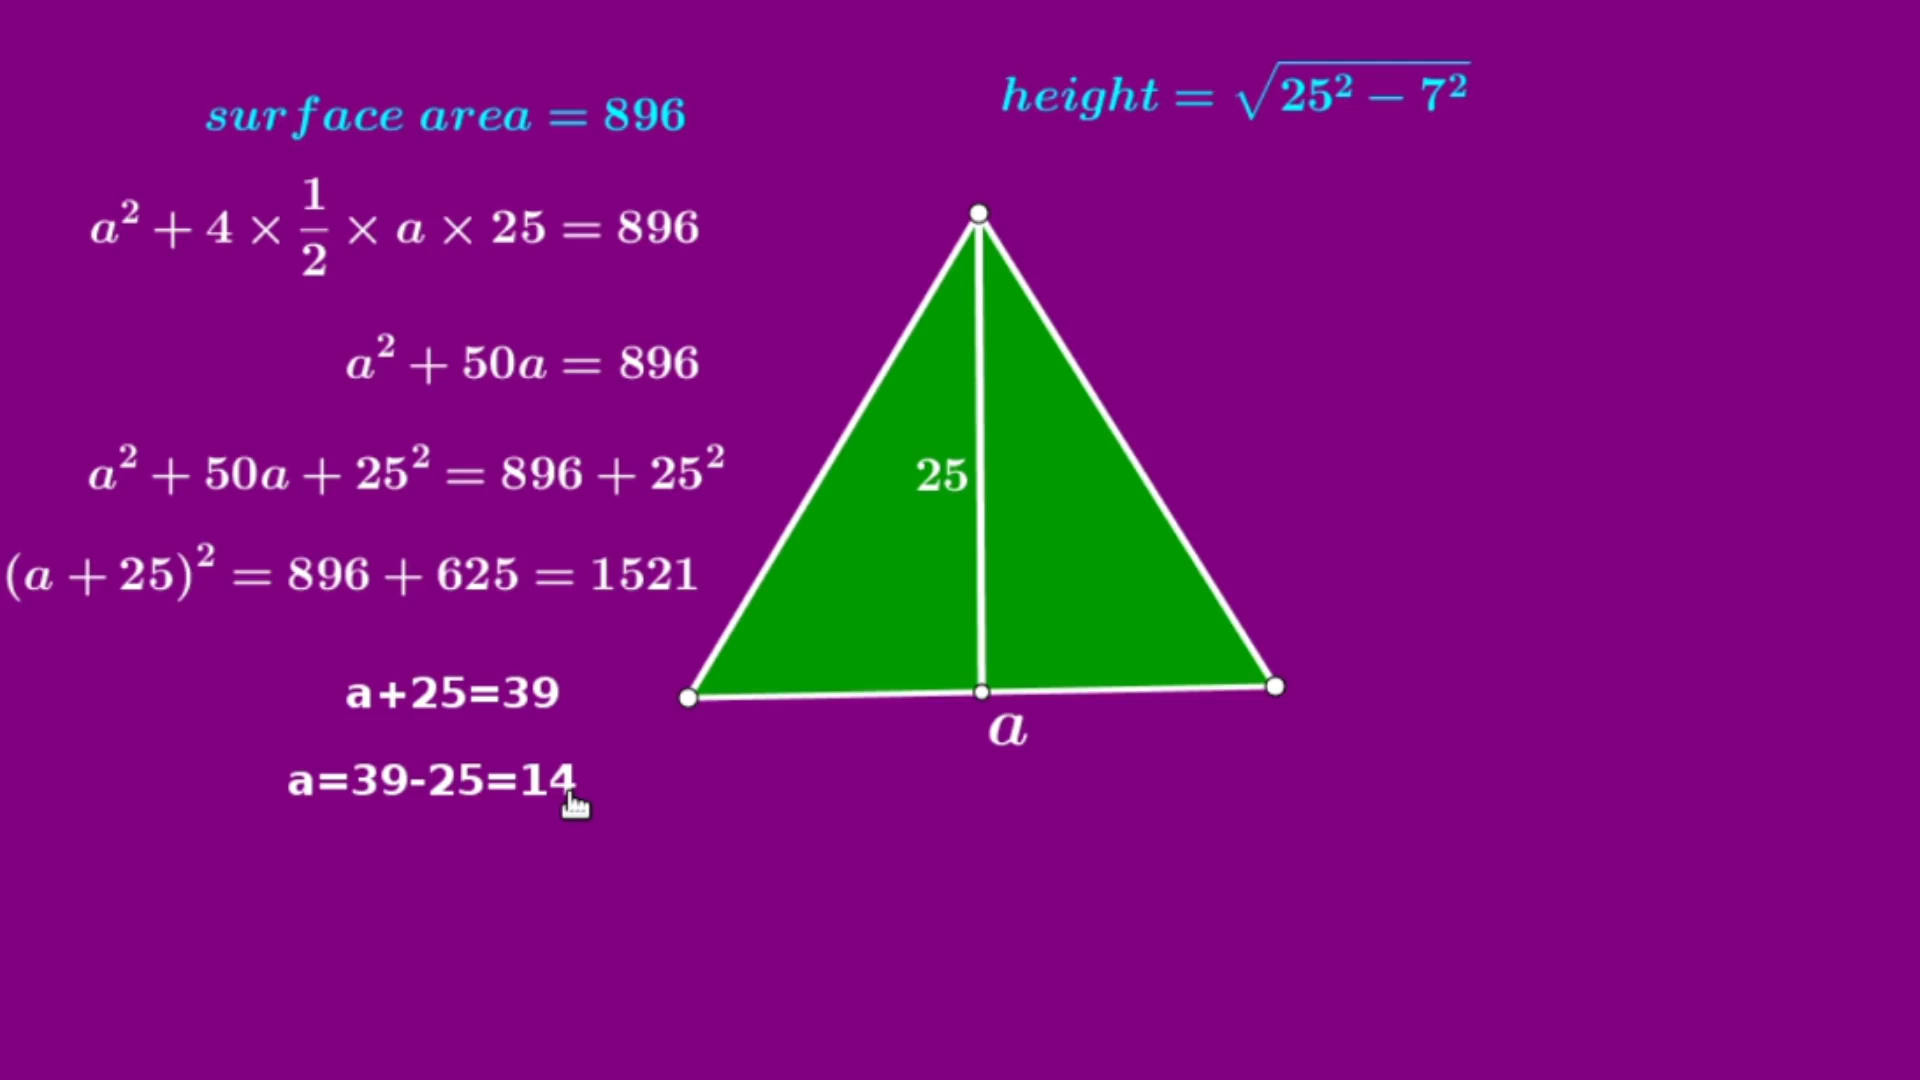 surface area = 896
a² + 4 × 1/2 × a × 25 = 896
a² + 50a = 896
a² + 50a + 25² = 896 + 25²
(a + 25)² = 896 + 625 = 1521
a+25=39
a=39-25=14
height = √(25² − 7²)
25
a